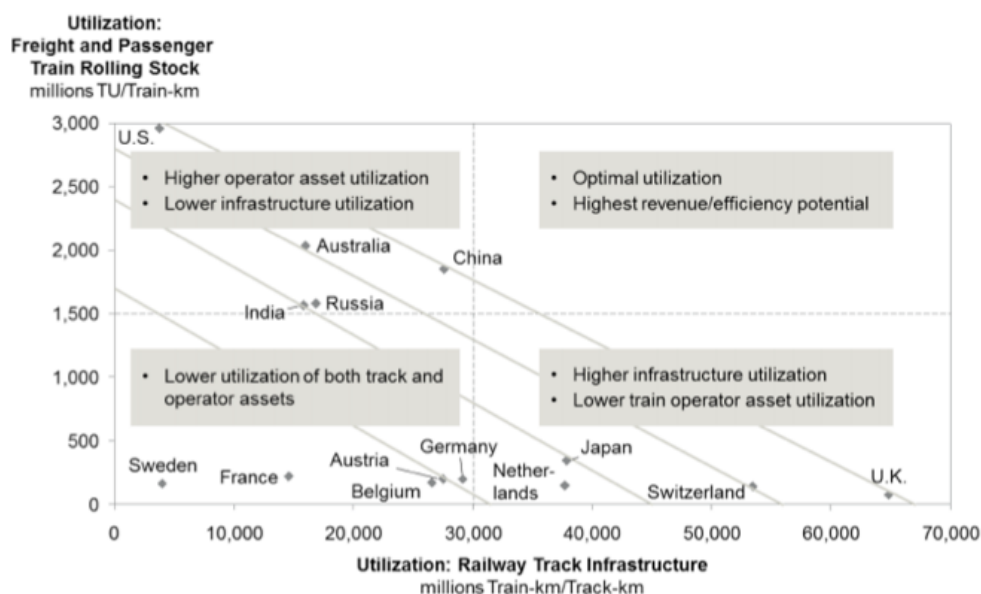 Utilization:
Freight and Passenger
Train Rolling Stock
millions TU/Train-km
3,000
U.S.
• Higher operator asset utilization
• Lower infrastructure utilization
• Optimal utilization
• Highest revenue/efficiency potential
2,500
2,000
Australia
China
India
Russia
1,500
1,000
• Lower utilization of both track and
operator assets
• Higher infrastructure utilization
• Lower train operator asset utilization
500
Sweden
France
Austria
Belgium
Germany
Nether-
lands
Japan
Switzerland
U.K.
0
0 10,000 20,000 30,000 40,000 50,000 60,000 70,000
Utilization: Railway Track Infrastructure
millions Train-km/Track-km